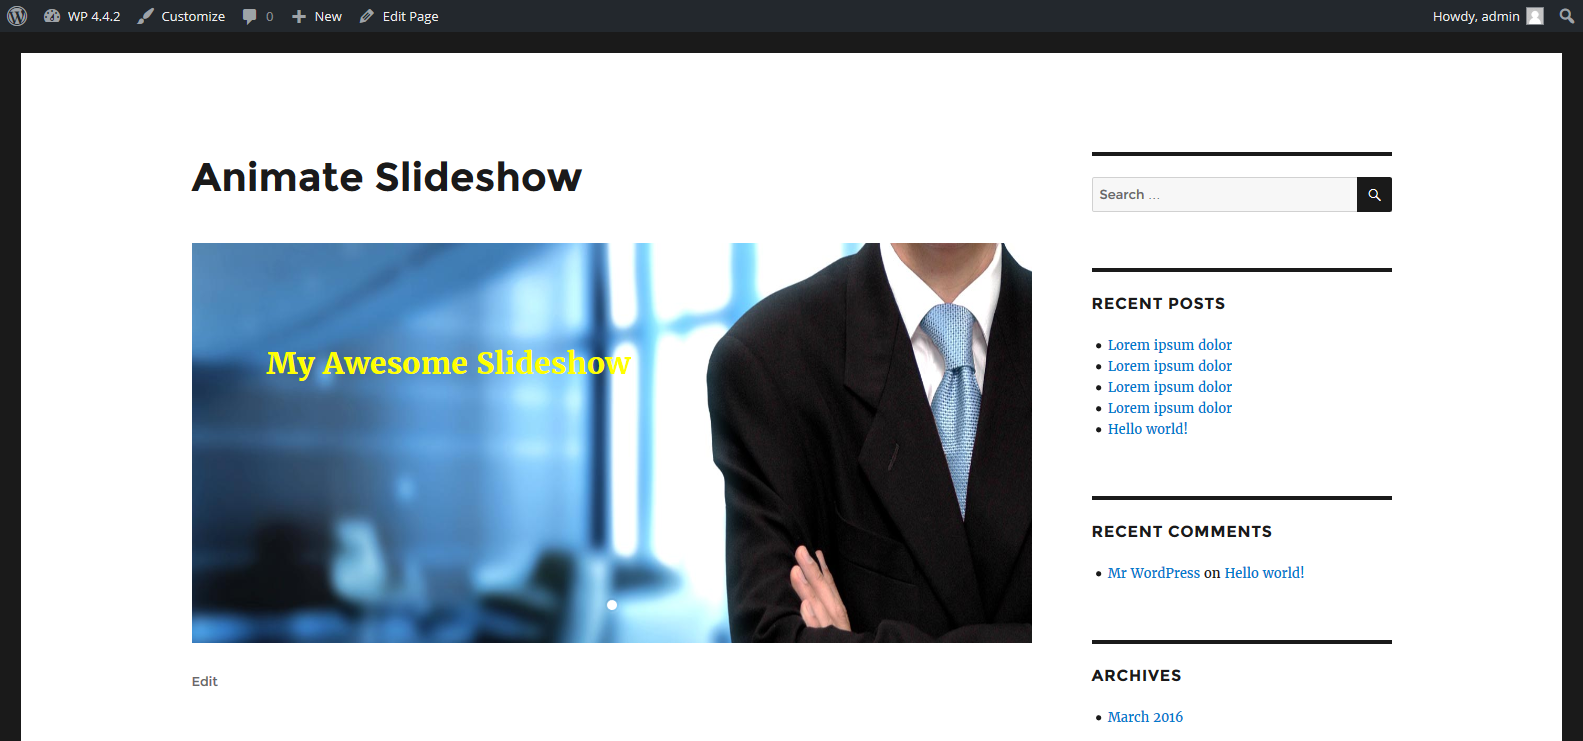 WP 4.4.2 Customize 0 New Edit Page Howdy, admin
Animate Slideshow
My Awesome Slideshow
Edit
Search ...
RECENT POSTS
Lorem ipsum dolor
Lorem ipsum dolor
Lorem ipsum dolor
Lorem ipsum dolor
Hello world!
RECENT COMMENTS
Mr WordPress on Hello world!
ARCHIVES
March 2016